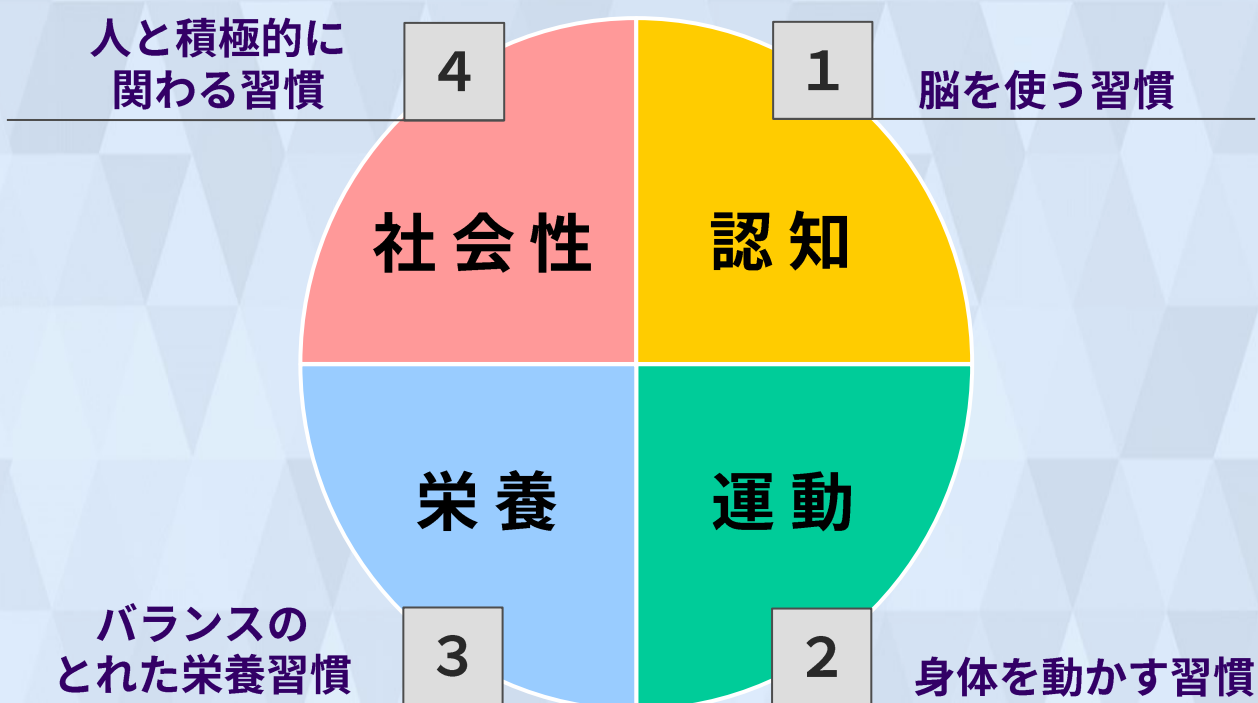 人と積極的に
関わる習慣
4
1
脳を使う習慣
社会性
認知
栄養
運動
バランスの
とれた栄養習慣
3
2
身体を動かす習慣